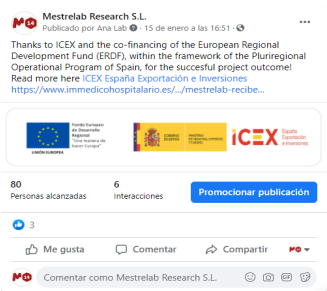 Mestrelab Research S.L.
Publicado por Ana Lab · 15 de enero a las 16:51 ·
Thanks to ICEX and the co-financing of the European Regional
Development Fund (ERDF), within the framework of the Pluriregional
Operational Program of Spain, for the succesful project outcome!
Read more here ICEX España Exportación e Inversiones
https://www.immedicohospitalario.es/.../mestrelab-recibe...
Fondo Europeo
de Desarrollo
Regional
"Una manera de
hacer Europa"
UNIÓN EUROPEA
GOBIERNO
DE ESPAÑA
MINISTERIO
ICEX
España
Exportación
e Inversiones
80
Personas alcanzadas
6
Interacciones
Promocionar publicación
3
Me gusta
Comentar
Compartir
Comentar como Mestrelab Research S.L.
GIF